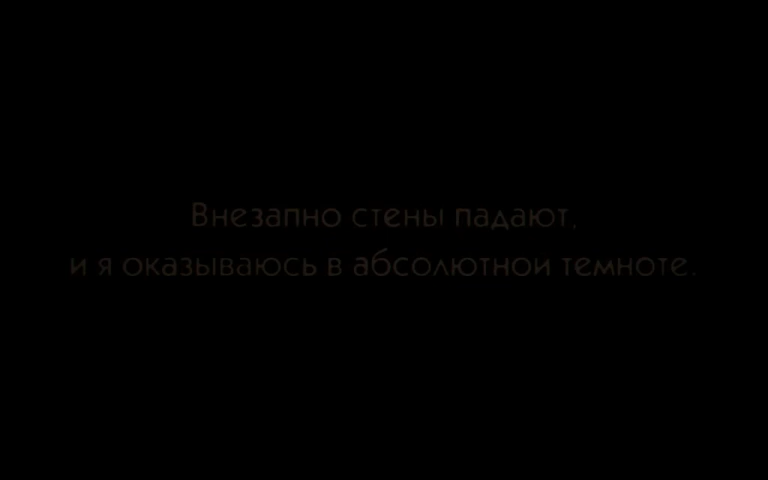 Внезапно стены падают,
и я оказываюсь в абсолютной темноте.